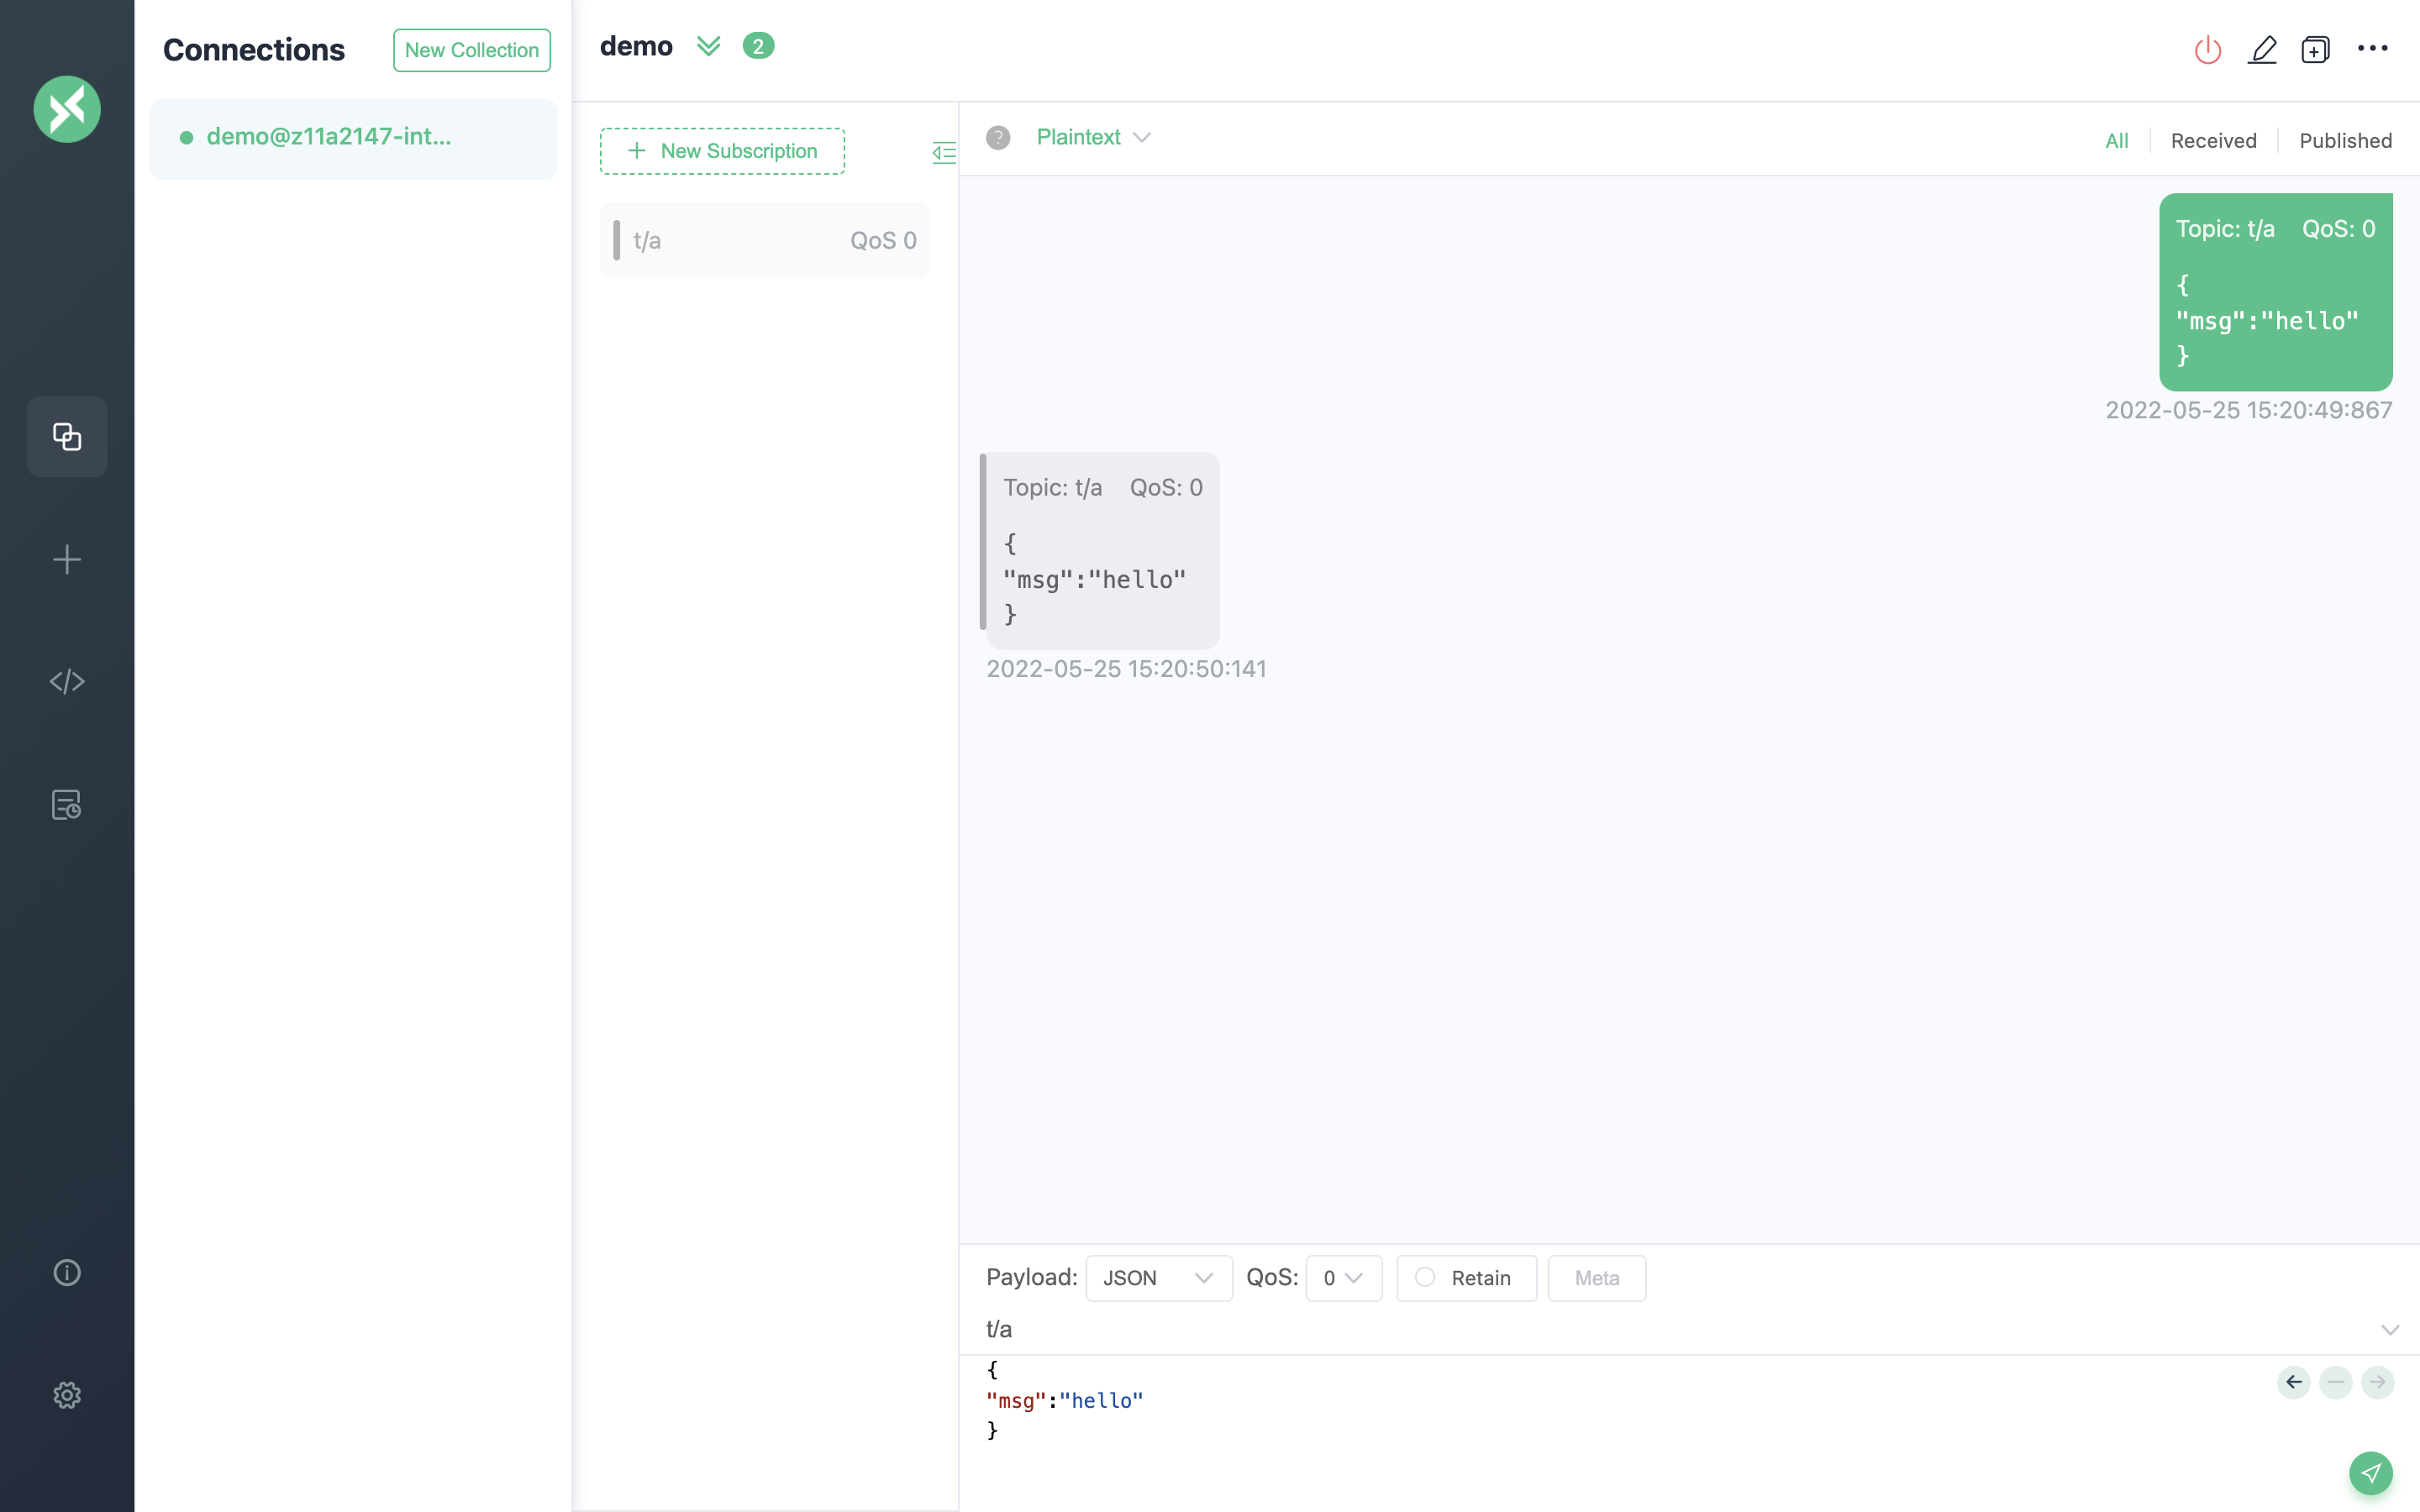 Connections
New Collection
demo@z11a2147-int...
demo
2
New Subscription
t/a QoS 0
?
Plaintext
All
Received
Published
Topic: t/a QoS: 0
{
"msg":"hello"
}
2022-05-25 15:20:49:867
Topic: t/a QoS: 0
{
"msg":"hello"
}
2022-05-25 15:20:50:141
Payload: JSON QoS: 0 Retain Meta
t/a
{
"msg":"hello"
}